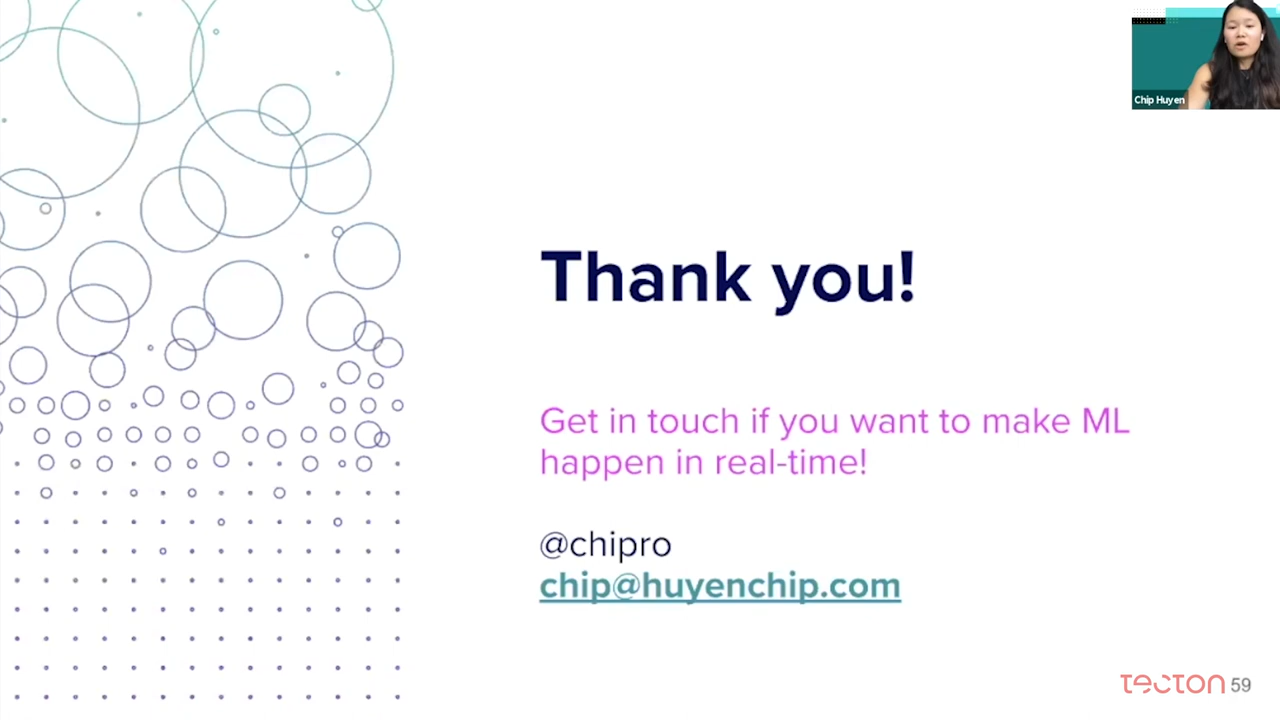 Chip Huyen
Thank you!
Get in touch if you want to make ML
happen in real-time!
@chipro
chip@huyenchip.com
tecton 59